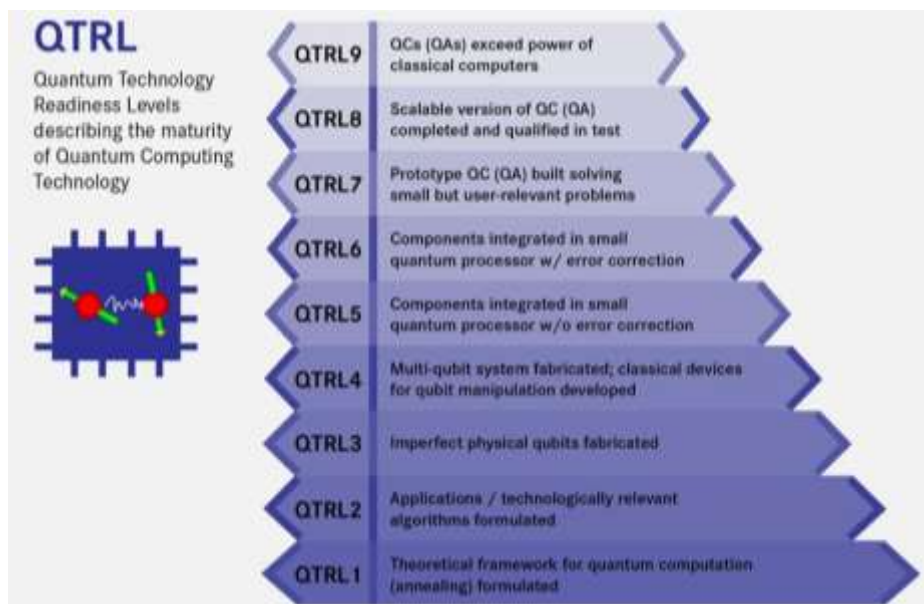 QTRL
Quantum Technology
Readiness Levels
describing the maturity
of Quantum Computing
Technology
QTRL9
QCs (QAs) exceed power of
classical computers
QTRL8
Scalable version of QC (QA)
completed and qualified in test
QTRL7
Prototype QC (QA) built solving
small but user-relevant problems
QTRL6
Components integrated in small
quantum processor w/ error correction
QTRL5
Components integrated in small
quantum processor w/o error correction
QTRL4
Multi-qubit system fabricated; classical devices
for qubit manipulation developed
QTRL3
Imperfect physical qubits fabricated
QTRL2
Applications / technologically relevant
algorithms formulated
QTRL1
Theoretical framework for quantum computation
(annealing) formulated